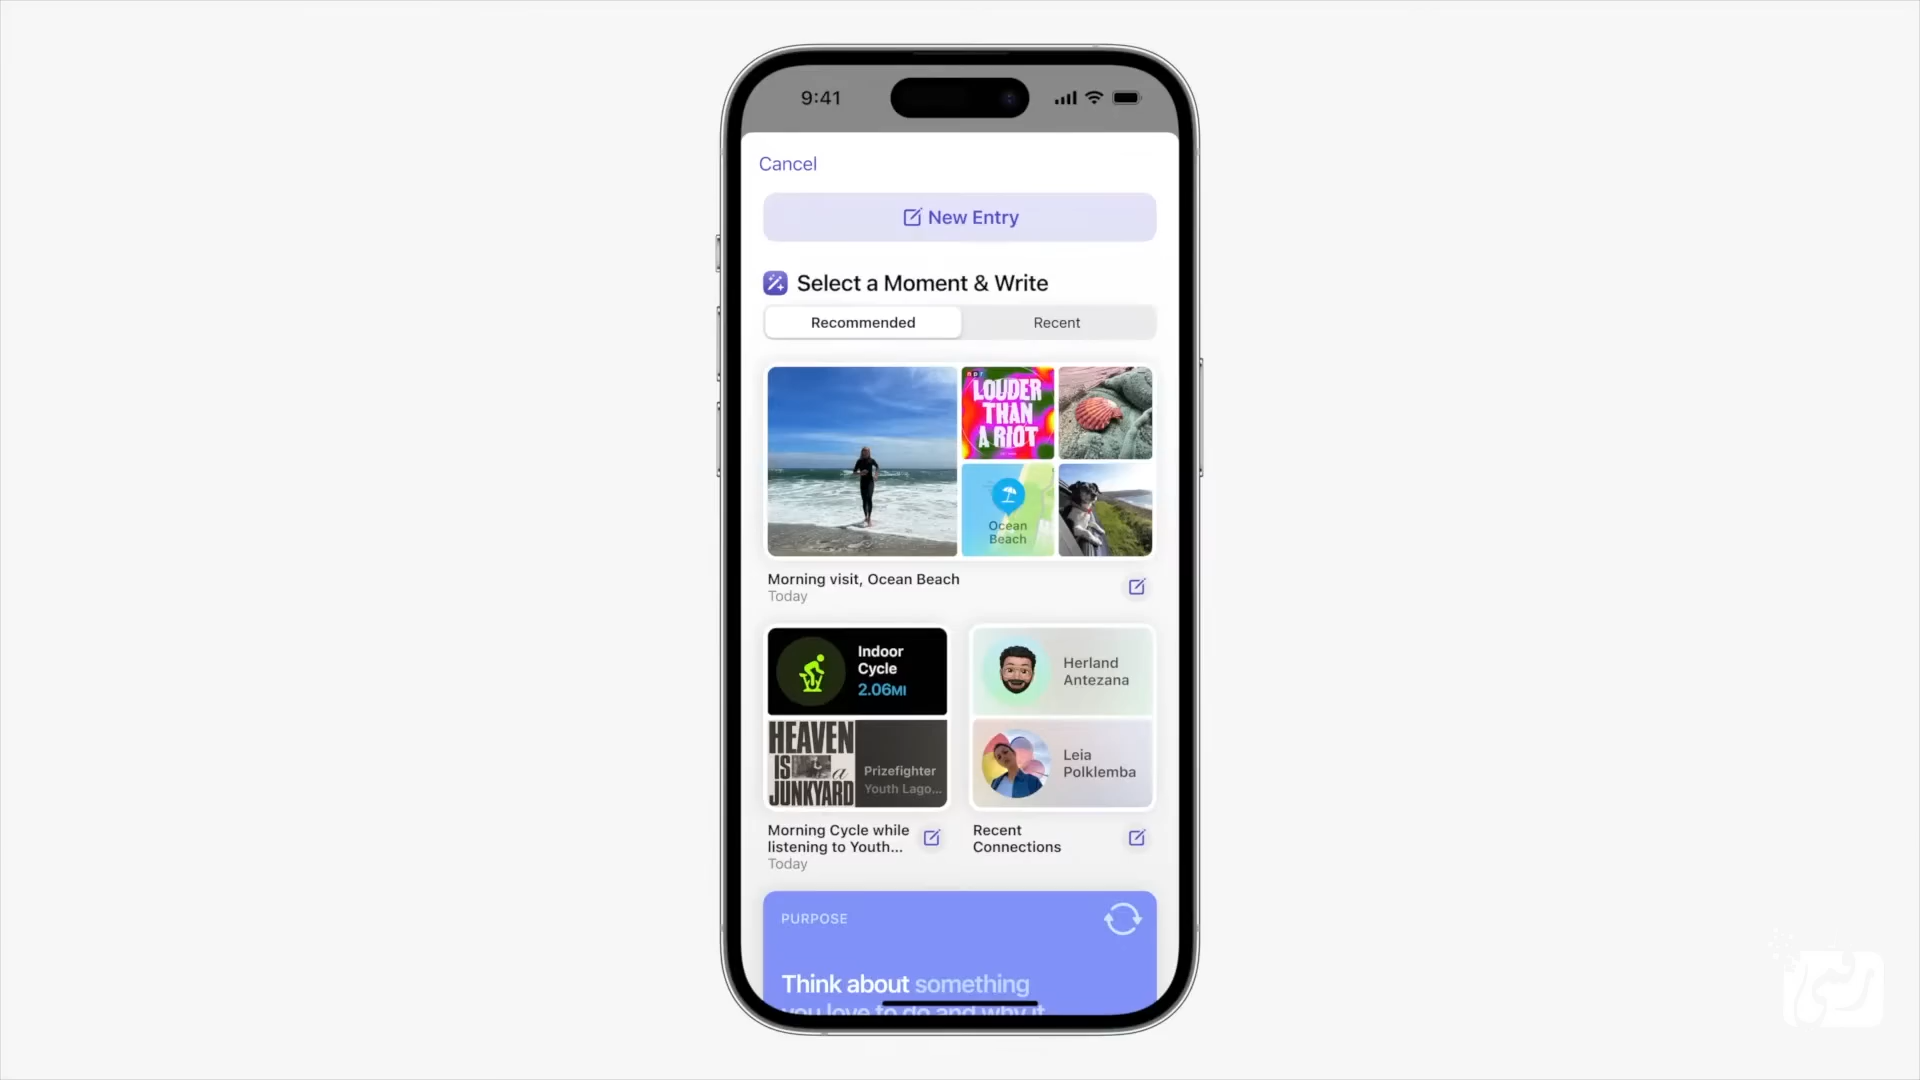 9:41
Cancel
New Entry
Select a Moment & Write
Recommended
Recent
npr
LOUDER
THAN
A RIOT
Ocean
Beach
Morning visit, Ocean Beach
Today
Indoor
Cycle
2.06MI
Herland
Antezana
HEAVEN
IS a
JUNKYARD
Prizefighter
Youth Lago...
Leia
Polklemba
Morning Cycle while
listening to Youth...
Today
Recent
Connections
PURPOSE
Think about something
you love to do and why it